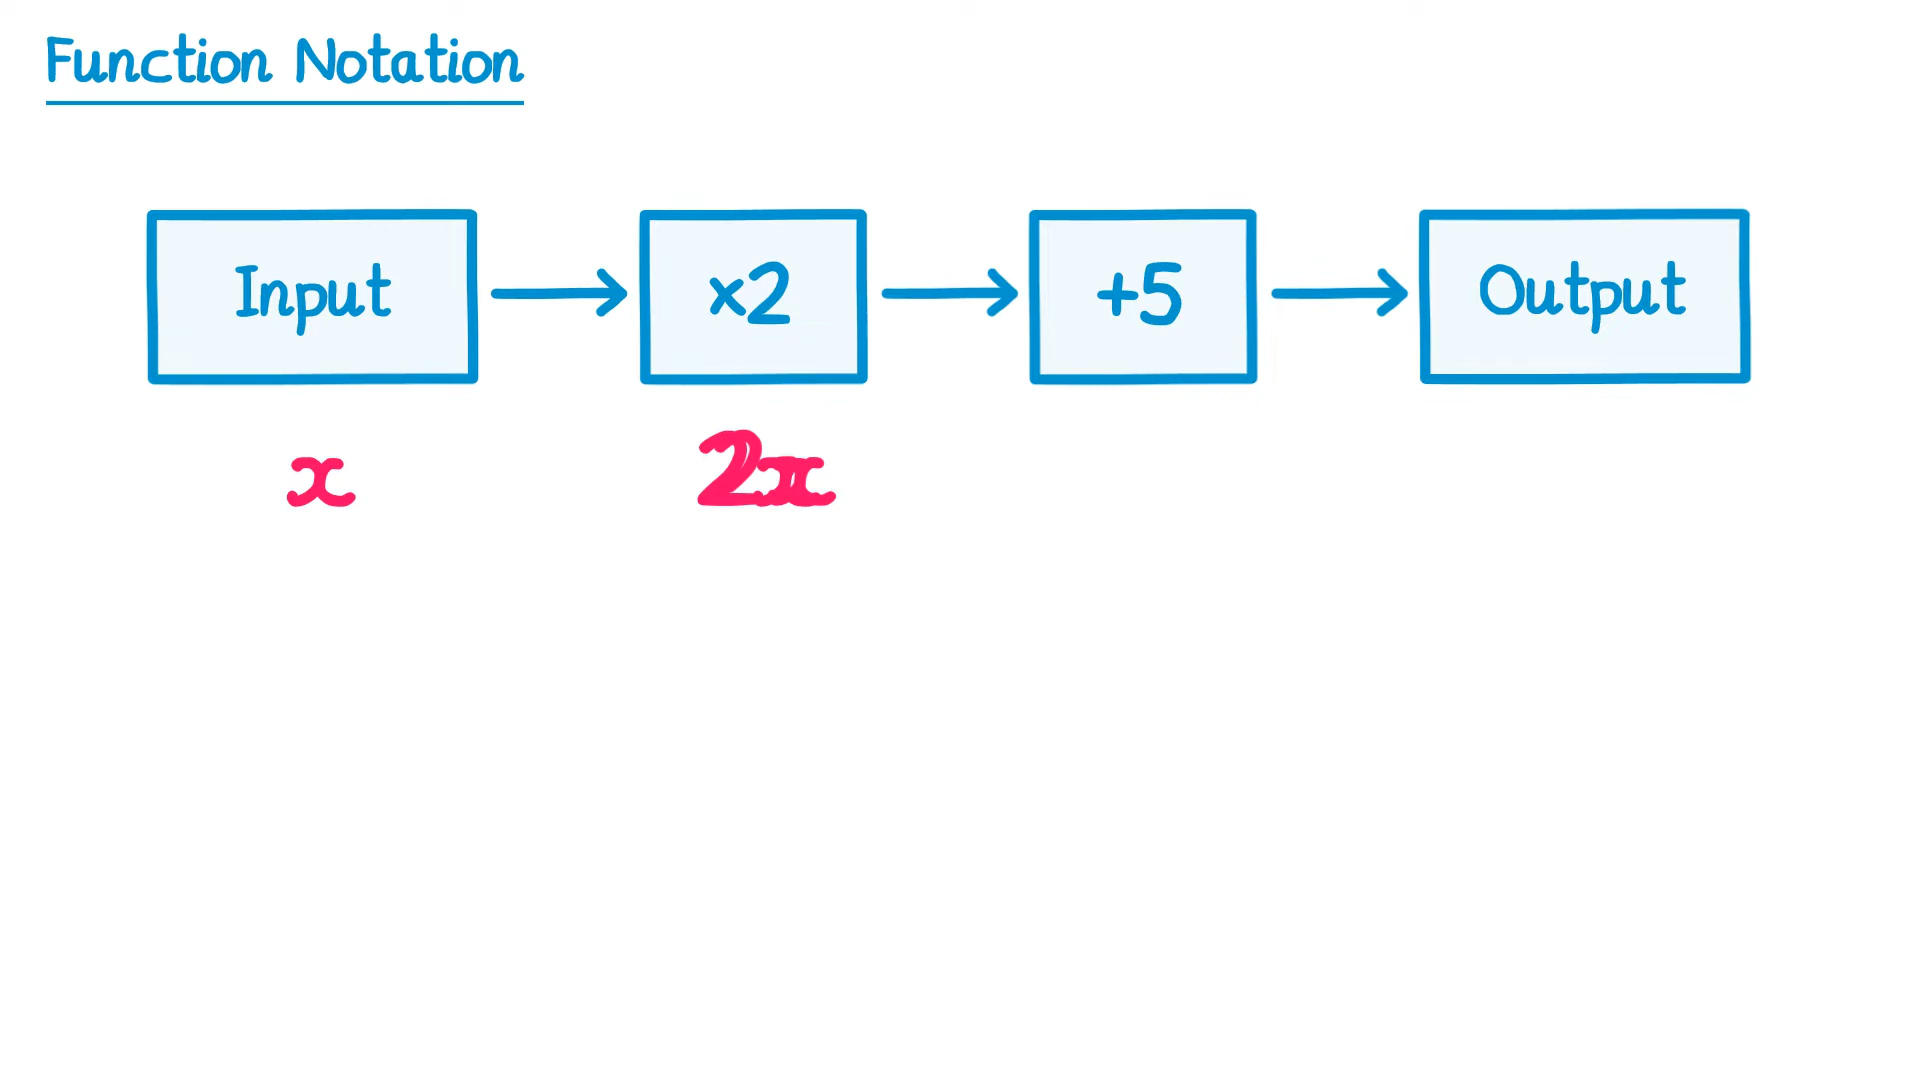 Function Notation
Input ×2 +5 Output
x 2x